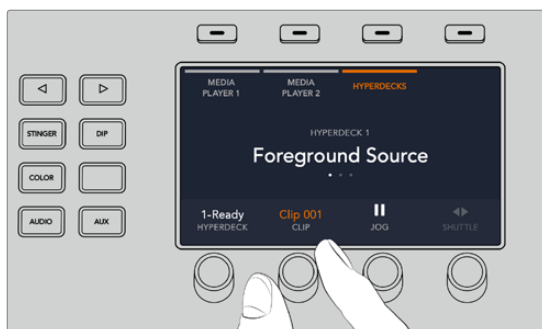 MEDIA
PLAYER 1
MEDIA
PLAYER 2
HYPERDECKS
STINGER
DIP
HYPERDECK 1
Foreground Source
COLOR
1-Ready
HYPERDECK
Clip 001
CLIP
JOG
SHUTTLE
AUDIO
AUX